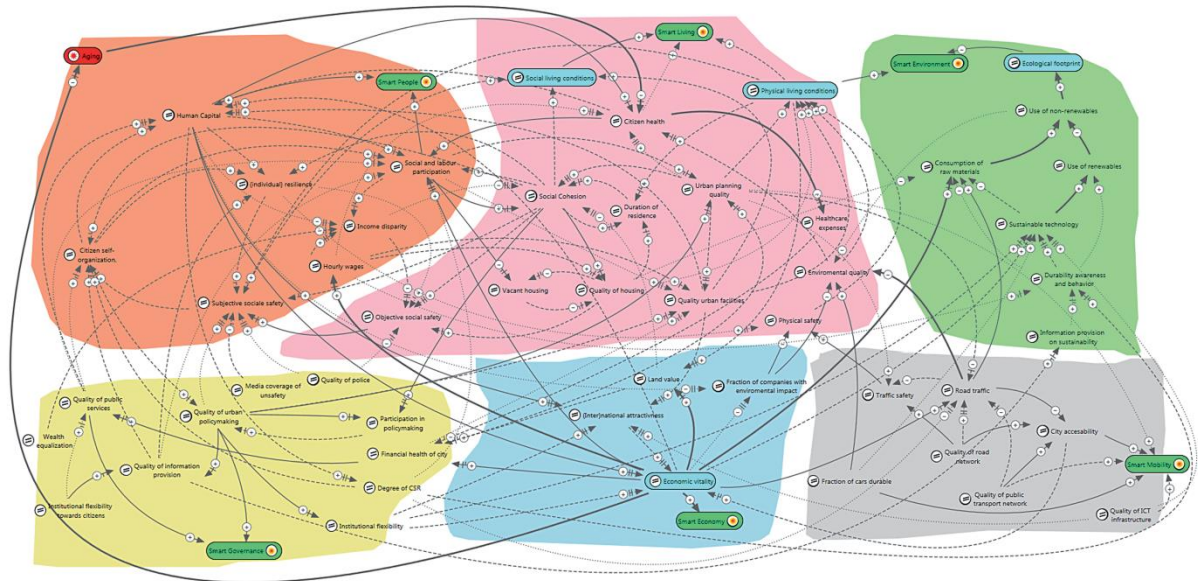 Aging
Smart People
Human Capital
Social and labour
participation
(individual) resilience
Income disparity
Citizen self-
organization.
Hourly wages
Subjective sociale safety
Smart Living
Social living conditions
Physical living conditions
Citizen health
Social Cohesion
Duration of
residence
Urban planning
quality
Healthcare
expenses
Enviromental quality
Vacant housing
Quality of housing
Quality urban facilities
Objective social safety
Physical safety
Smart Environment
Ecological footprint
Use of non-renewables
Consumption of
raw materials
Use of renewables
Sustainable technology
Durability awareness
and behavior
Information provision
on sustainability
Quality of police
Media coverage of
unsafety
Quality of public
services
Quality of urban
policymaking
Participation in
policymaking
Wealth
equalization
Financial health of city
Quality of information
provision
Degree of CSR
Institutional flexibility
towards citizens
Institutional flexibility
Smart Governance
Land value
Fraction of companies with
enviromental impact
(Inter)national attractivness
Economic vitality
Smart Economy
Traffic safety
Road traffic
City accesability
Quality of road
network
Smart Mobility
Fraction of cars durable
Quality of public
transport network
Quality of ICT
infrastructure